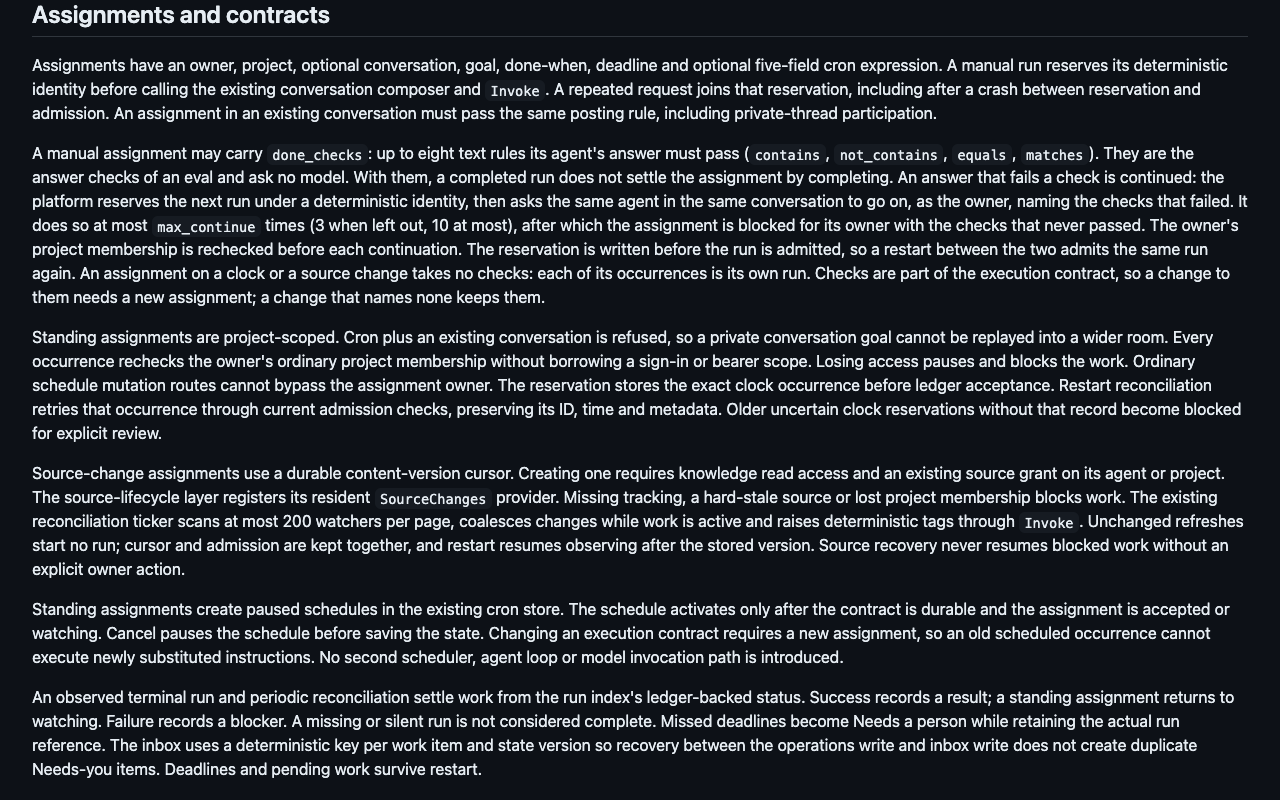 Assignments and contracts
Assignments have an owner, project, optional conversation, goal, done-when, deadline and optional five-field cron expression. A manual run reserves its deterministic
identity before calling the existing conversation composer and Invoke. A repeated request joins that reservation, including after a crash between reservation and
admission. An assignment in an existing conversation must pass the same posting rule, including private-thread participation.
A manual assignment may carry done_checks: up to eight text rules its agent's answer must pass (contains, not_contains, equals, matches). They are the
answer checks of an eval and ask no model. With them, a completed run does not settle the assignment by completing. An answer that fails a check is continued: the
platform reserves the next run under a deterministic identity, then asks the same agent in the same conversation to go on, as the owner, naming the checks that failed. It
does so at most max_continue times (3 when left out, 10 at most), after which the assignment is blocked for its owner with the checks that never passed. The owner's
project membership is rechecked before each continuation. The reservation is written before the run is admitted, so a restart between the two admits the same run
again. An assignment on a clock or a source change takes no checks: each of its occurrences is its own run. Checks are part of the execution contract, so a change to
them needs a new assignment; a change that names none keeps them.
Standing assignments are project-scoped. Cron plus an existing conversation is refused, so a private conversation goal cannot be replayed into a wider room. Every
occurrence rechecks the owner's ordinary project membership without borrowing a sign-in or bearer scope. Losing access pauses and blocks the work. Ordinary
schedule mutation routes cannot bypass the assignment owner. The reservation stores the exact clock occurrence before ledger acceptance. Restart reconciliation
retries that occurrence through current admission checks, preserving its ID, time and metadata. Older uncertain clock reservations without that record become blocked
for explicit review.
Source-change assignments use a durable content-version cursor. Creating one requires knowledge read access and an existing source grant on its agent or project.
The source-lifecycle layer registers its resident SourceChanges provider. Missing tracking, a hard-stale source or lost project membership blocks work. The existing
reconciliation ticker scans at most 200 watchers per page, coalesces changes while work is active and raises deterministic tags through Invoke. Unchanged refreshes
start no run; cursor and admission are kept together, and restart resumes observing after the stored version. Source recovery never resumes blocked work without an
explicit owner action.
Standing assignments create paused schedules in the existing cron store. The schedule activates only after the contract is durable and the assignment is accepted or
watching. Cancel pauses the schedule before saving the state. Changing an execution contract requires a new assignment, so an old scheduled occurrence cannot
execute newly substituted instructions. No second scheduler, agent loop or model invocation path is introduced.
An observed terminal run and periodic reconciliation settle work from the run index's ledger-backed status. Success records a result; a standing assignment returns to
watching. Failure records a blocker. A missing or silent run is not considered complete. Missed deadlines become Needs a person while retaining the actual run
reference. The inbox uses a deterministic key per work item and state version so recovery between the operations write and inbox write does not create duplicate
Needs-you items. Deadlines and pending work survive restart.